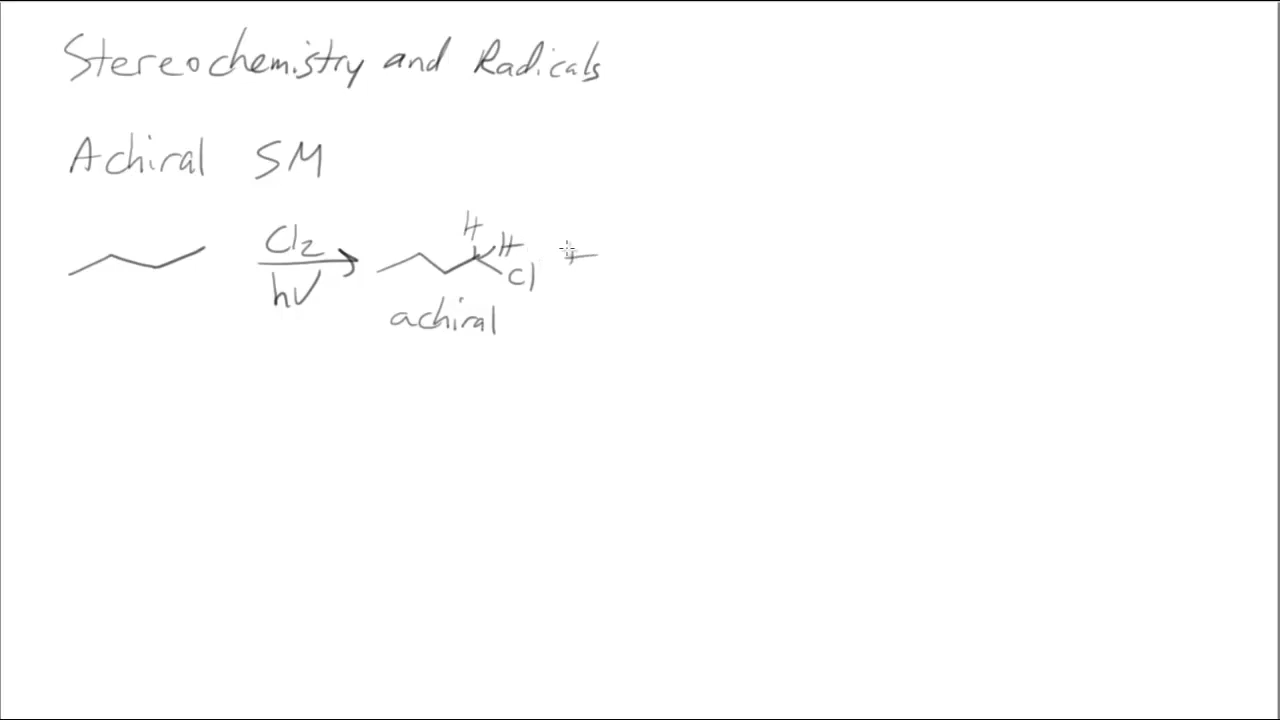 Stereochemistry and Radicals
Achiral SM
Cl2
hν
H
H
Cl
+
achiral